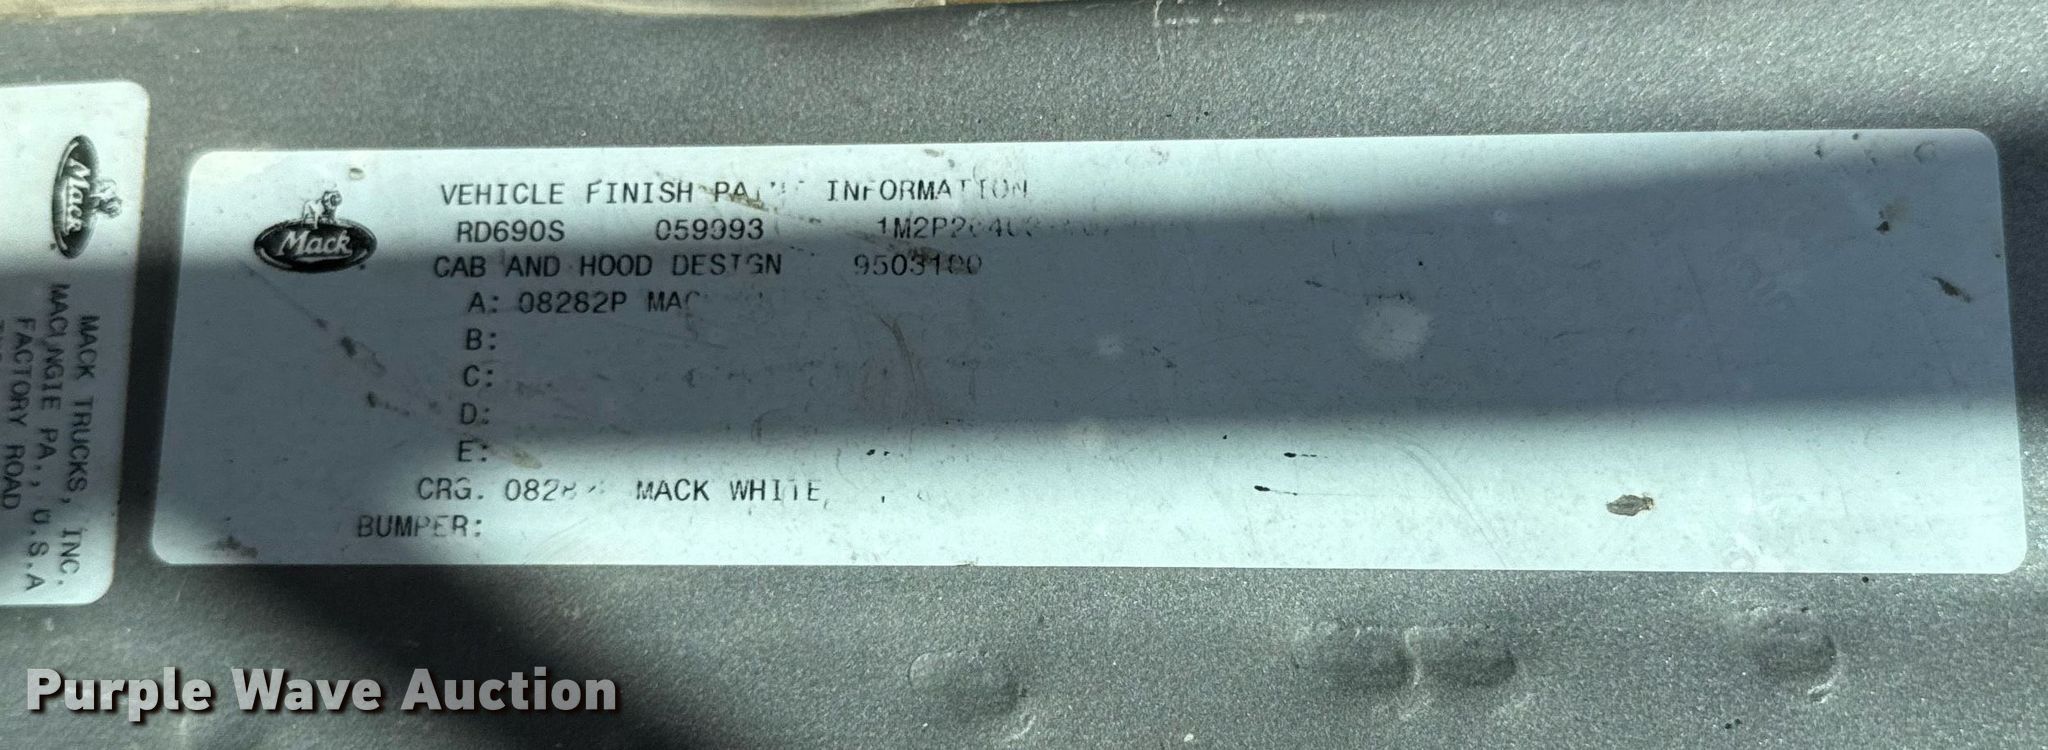 Mack
MACK TRUCKS, INC.
MACUNGIE PA., U.S.A
FACTORY ROAD
Mack
VEHICLE FINISH INFORMATION
RD690S 059993
CAB AND HOOD DESIGN 9503100
A: 08282P
B:
C:
D:
E:
CRG. MACK WHITE
BUMPER:
Purple Wave Auction